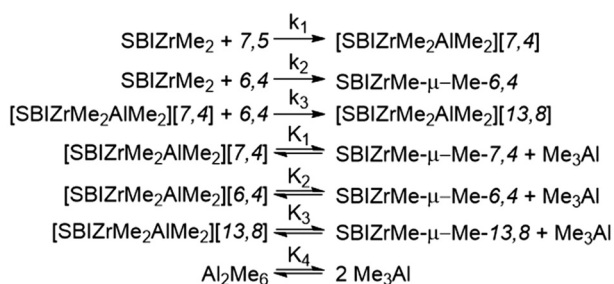 SBIZrMe₂ + 7,5 —k₁→ [SBIZrMe₂AlMe₂][7,4]
SBIZrMe₂ + 6,4 —k₂→ SBIZrMe-μ–Me-6,4
[SBIZrMe₂AlMe₂][7,4] + 6,4 —k₃→ [SBIZrMe₂AlMe₂][13,8]
[SBIZrMe₂AlMe₂][7,4] ⇌K₁ SBIZrMe-μ–Me-7,4 + Me₃Al
[SBIZrMe₂AlMe₂][6,4] ⇌K₂ SBIZrMe-μ–Me-6,4 + Me₃Al
[SBIZrMe₂AlMe₂][13,8] ⇌K₃ SBIZrMe-μ–Me-13,8 + Me₃Al
Al₂Me₆ ⇌K₄ 2 Me₃Al